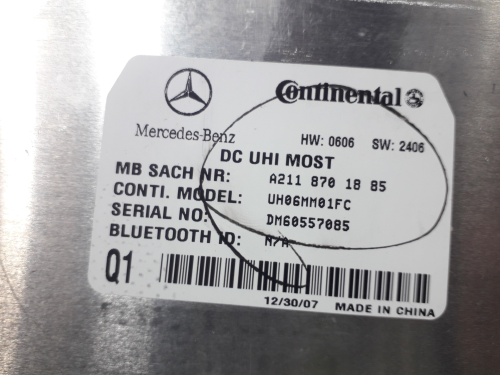 Continental
Mercedes-Benz
HW: 0606 SW: 2406
DC UHI MOST
MB SACH NR: A211 870 18 85
CONTI. MODEL: UH06MM01FC
SERIAL NO: DM60557085
BLUETOOTH ID: N/A
Q1
12/30/07 MADE IN CHINA